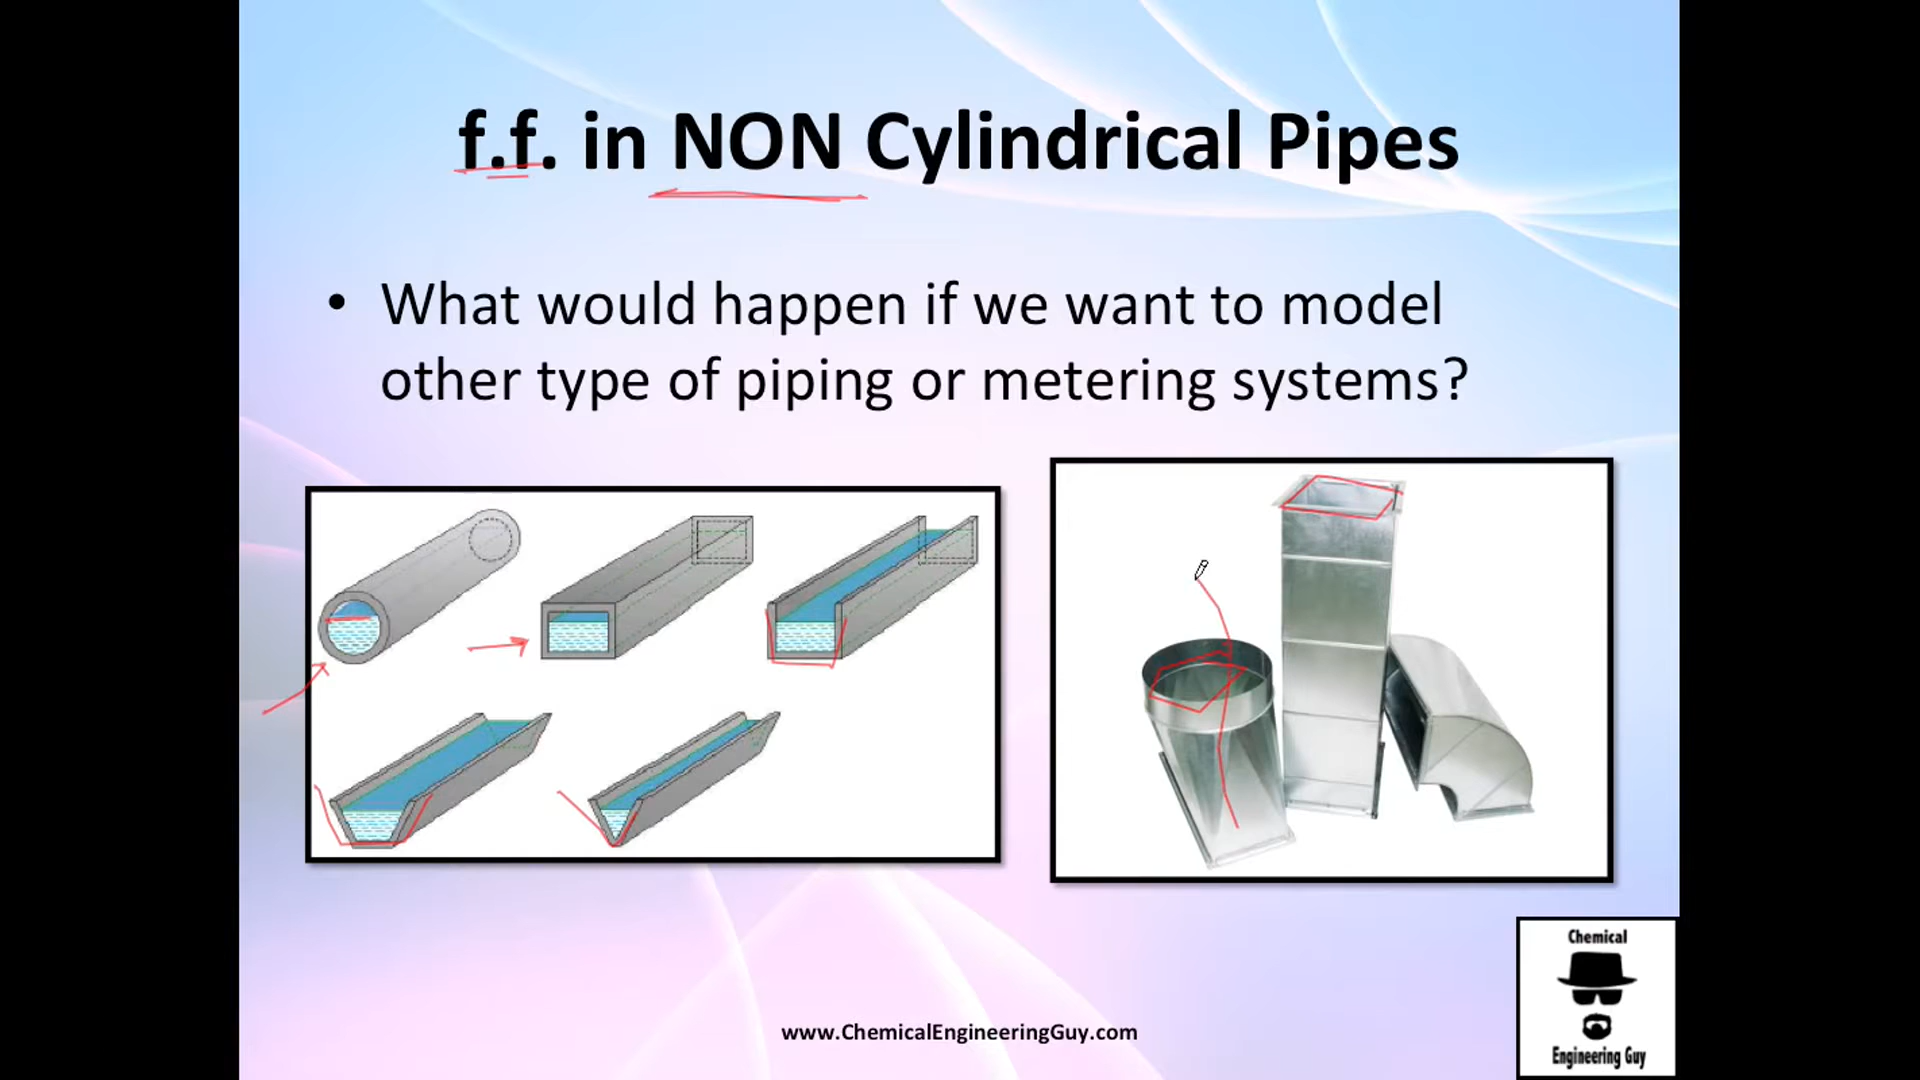 f.f. in NON Cylindrical Pipes
• What would happen if we want to model
other type of piping or metering systems?
Chemical
Engineering Guy
www.ChemicalEngineeringGuy.com